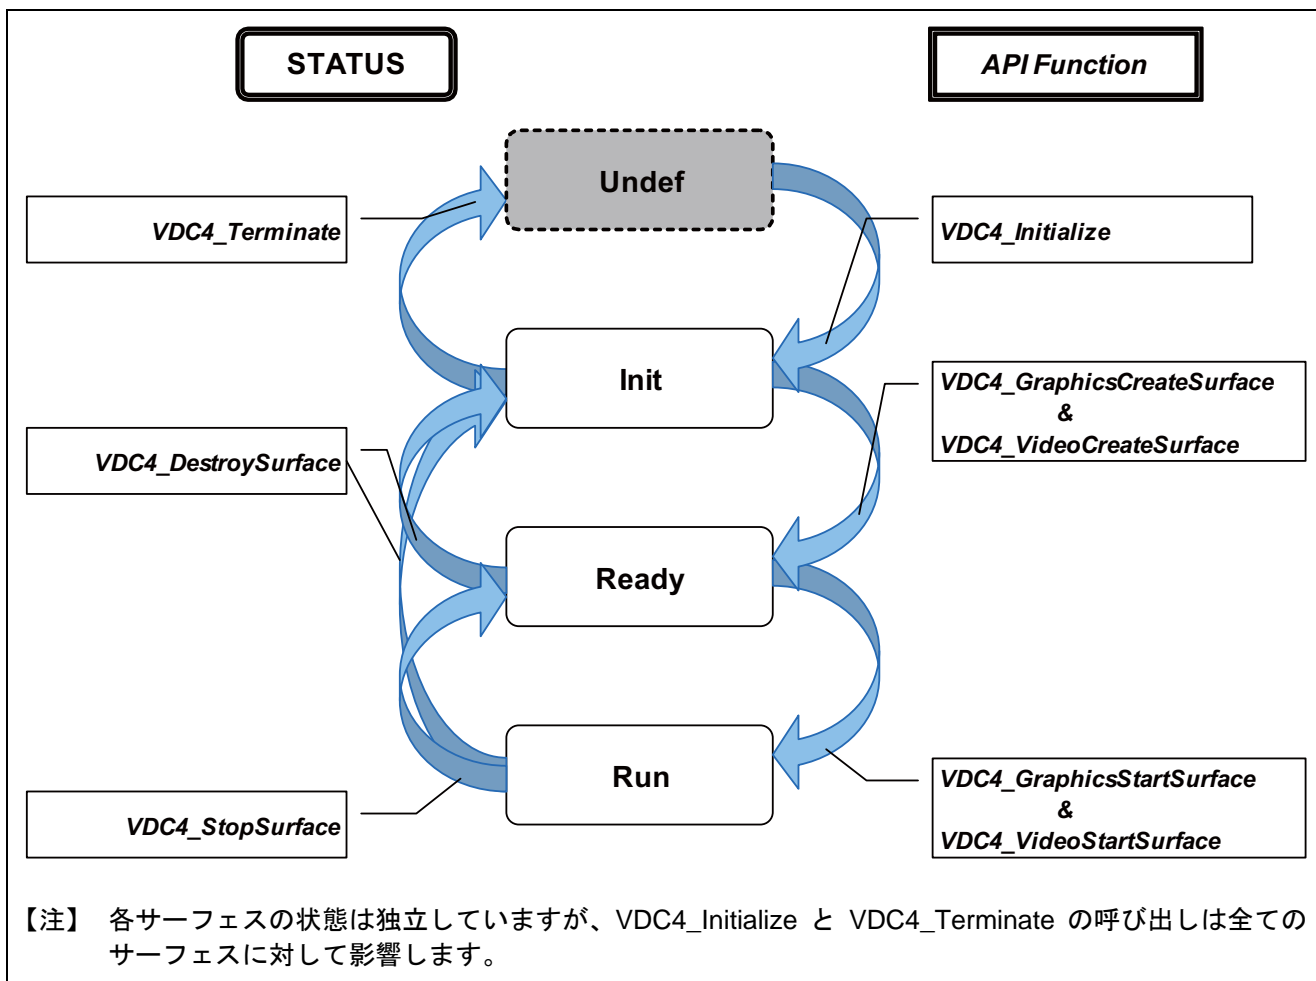 STATUS
API Function
Undef
VDC4_Terminate
VDC4_Initialize
Init
VDC4_GraphicsCreateSurface
&
VDC4_VideoCreateSurface
VDC4_DestroySurface
Ready
Run
VDC4_GraphicsStartSurface
&
VDC4_VideoStartSurface
VDC4_StopSurface
【注】 各サーフェスの状態は独立していますが、VDC4_Initialize と VDC4_Terminate の呼び出しは全ての
サーフェスに対して影響します。